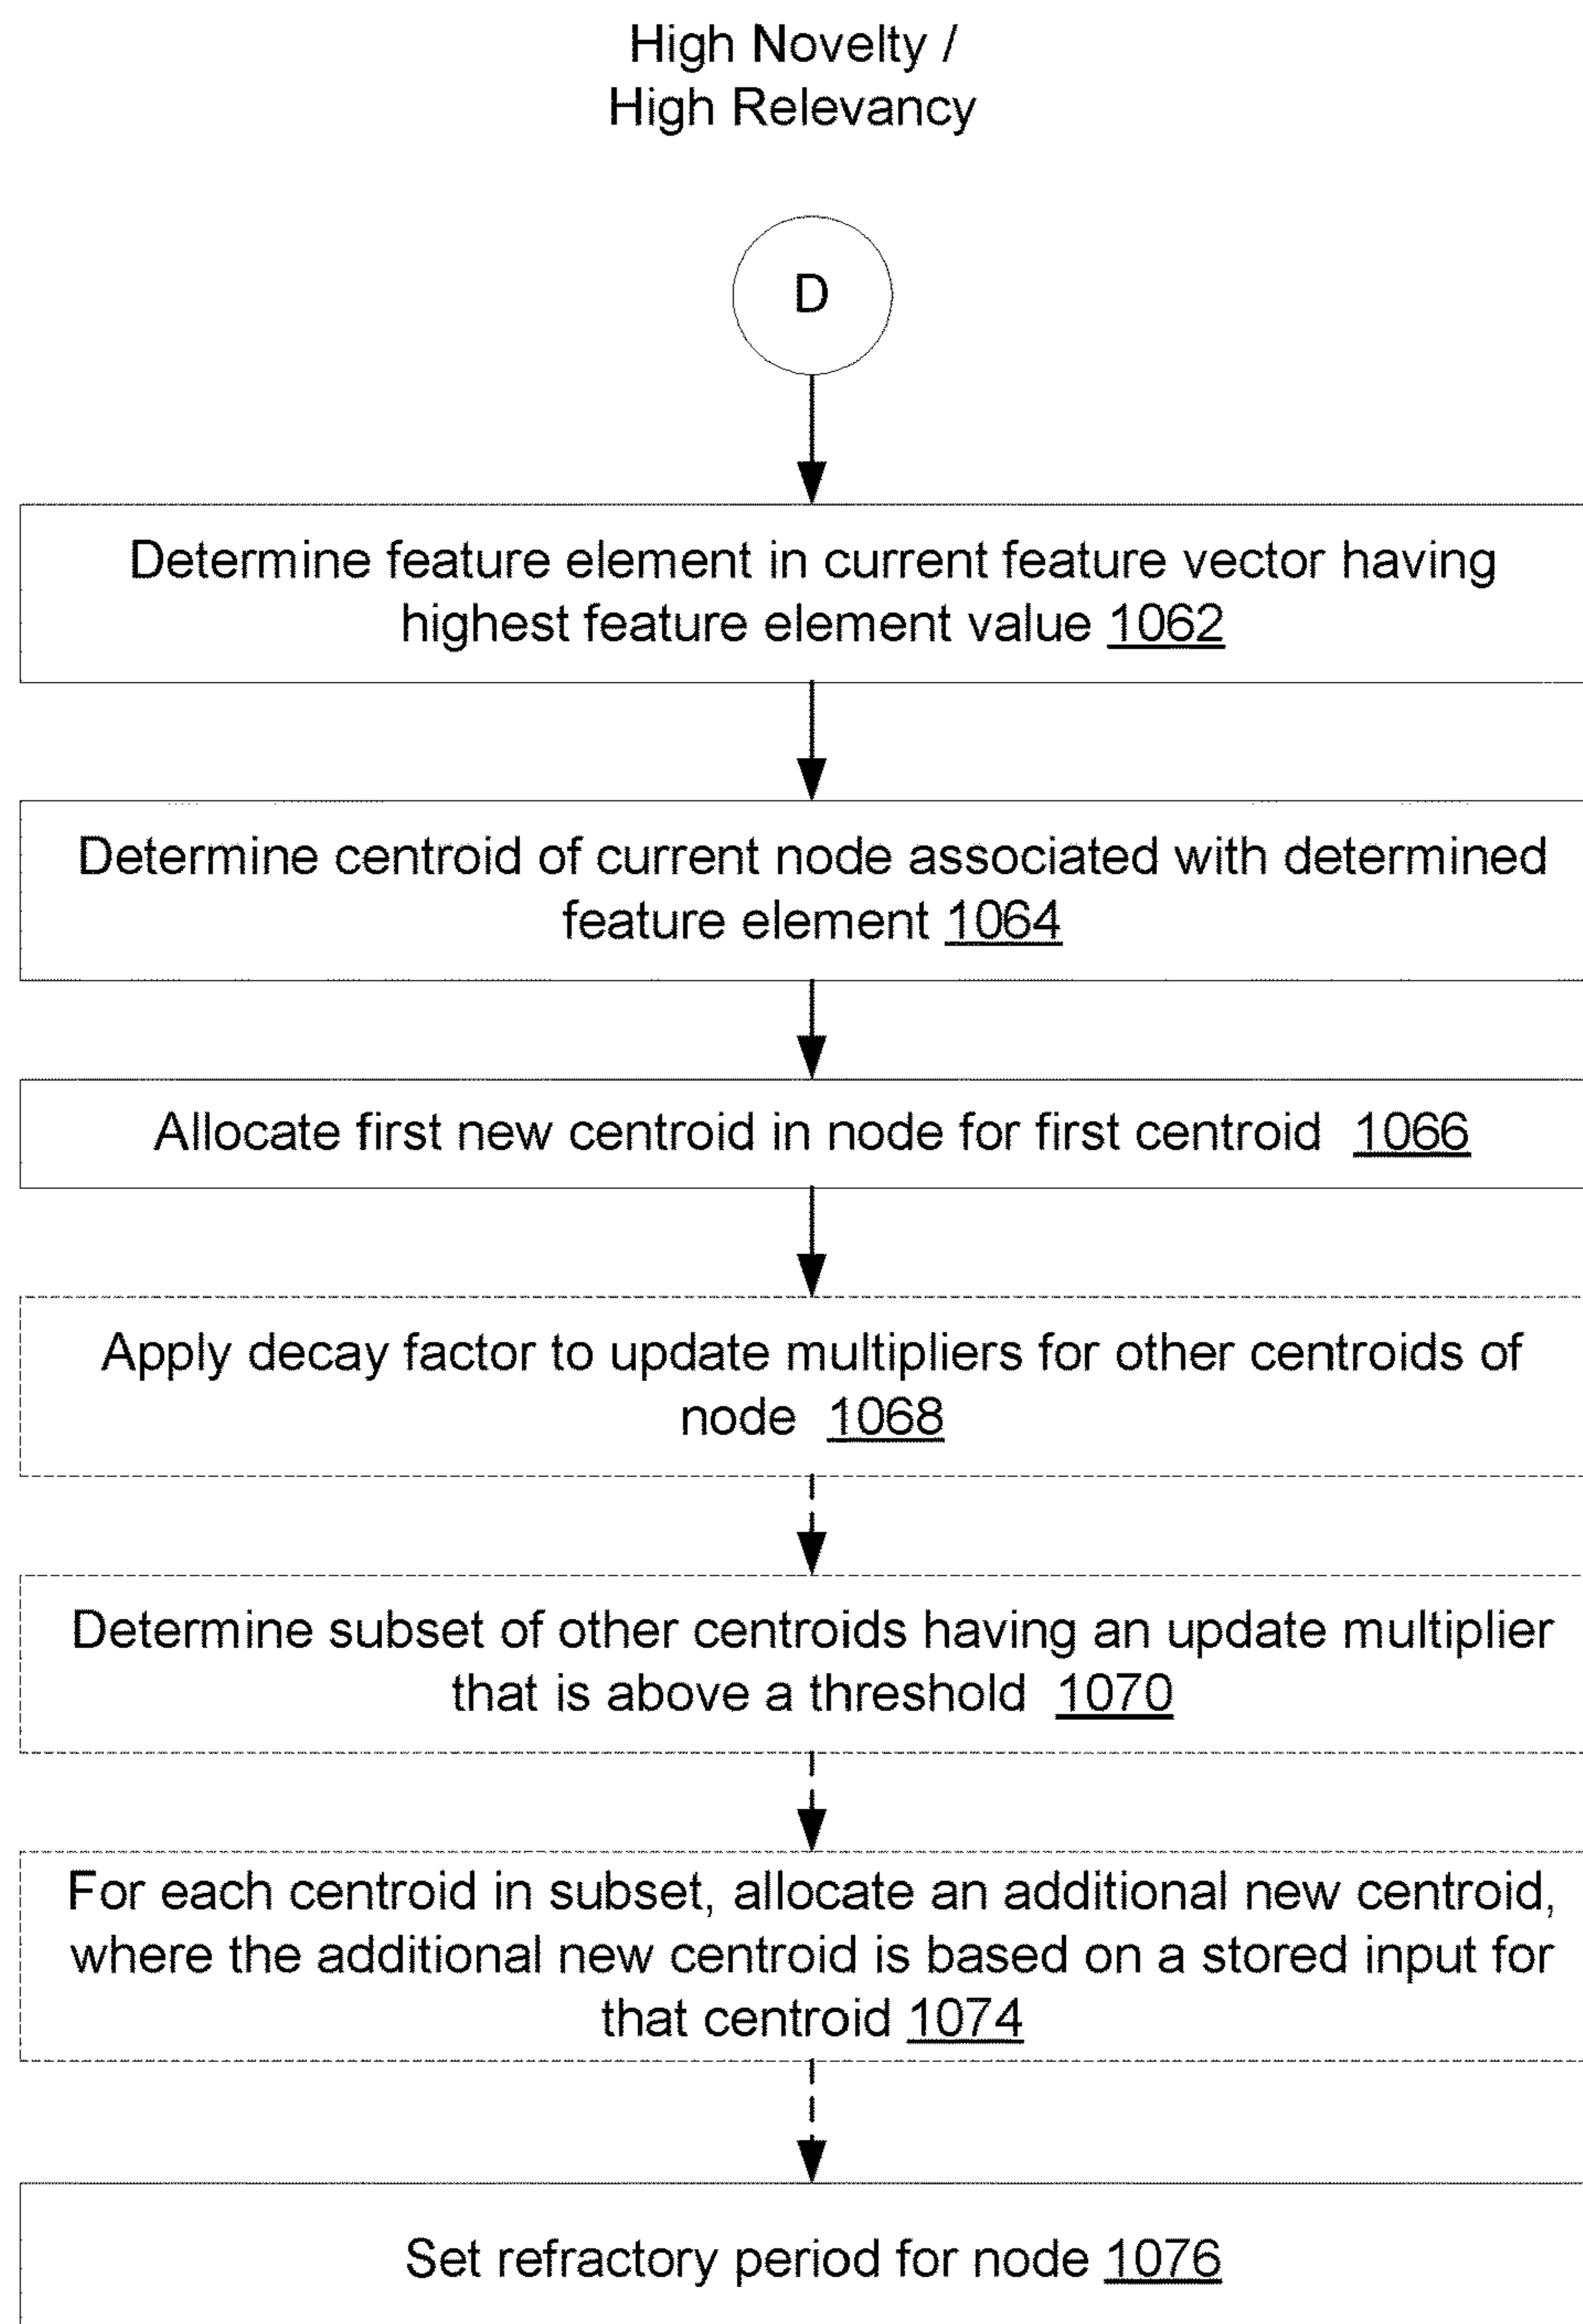 High Novelty /
High Relevancy
D
Determine feature element in current feature vector having
highest feature element value 1062
Determine centroid of current node associated with determined
feature element 1064
Allocate first new centroid in node for first centroid 1066
Apply decay factor to update multipliers for other centroids of
node 1068
Determine subset of other centroids having an update multiplier
that is above a threshold 1070
For each centroid in subset, allocate an additional new centroid,
where the additional new centroid is based on a stored input for
that centroid 1074
Set refractory period for node 1076